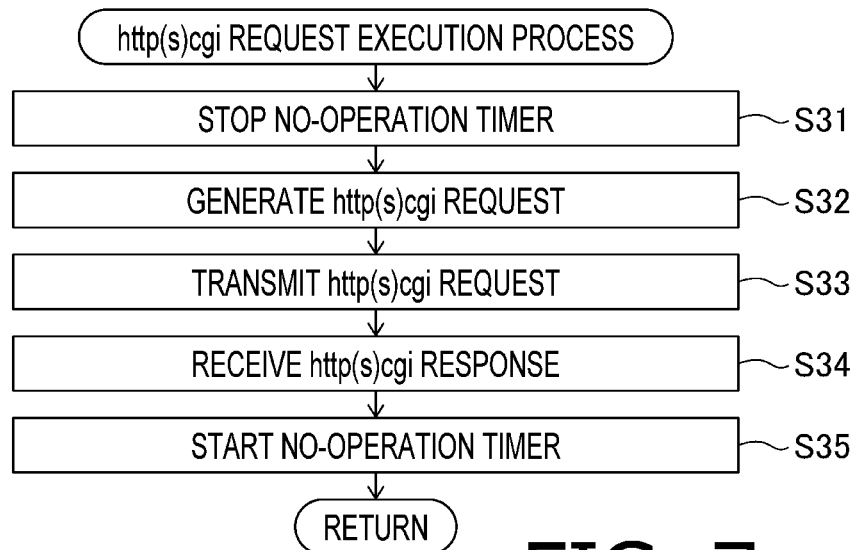 http(s)cgi REQUEST EXECUTION PROCESS
STOP NO-OPERATION TIMER
S31
GENERATE http(s)cgi REQUEST
S32
TRANSMIT http(s)cgi REQUEST
S33
RECEIVE http(s)cgi RESPONSE
S34
START NO-OPERATION TIMER
S35
RETURN